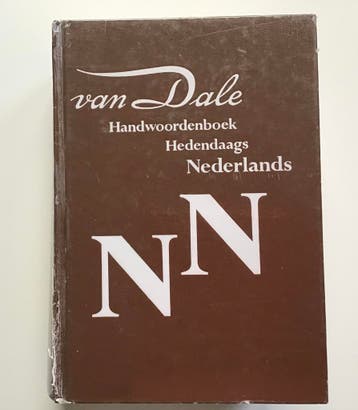 van Dale
Handwoordenboek
Hedendaags
Nederlands
NN